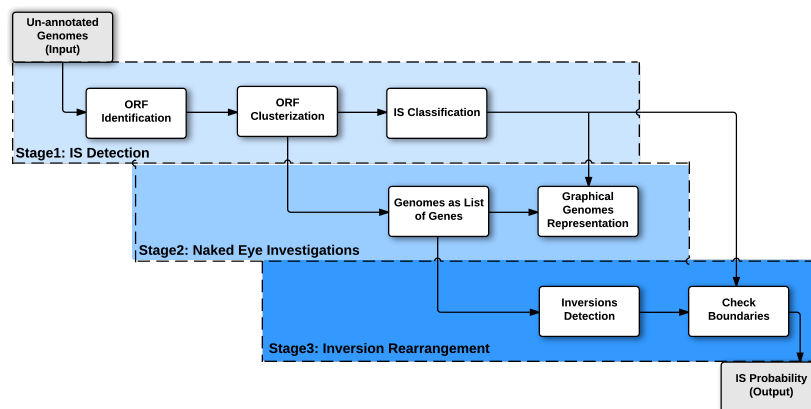 Un-annotated
Genomes
(Input)
ORF
Identification
ORF
Clusterization
IS Classification
Stage1: IS Detection
Genomes as List
of Genes
Graphical
Genomes
Representation
Stage2: Naked Eye Investigations
Inversions
Detection
Check
Boundaries
Stage3: Inversion Rearrangement
IS Probability
(Output)